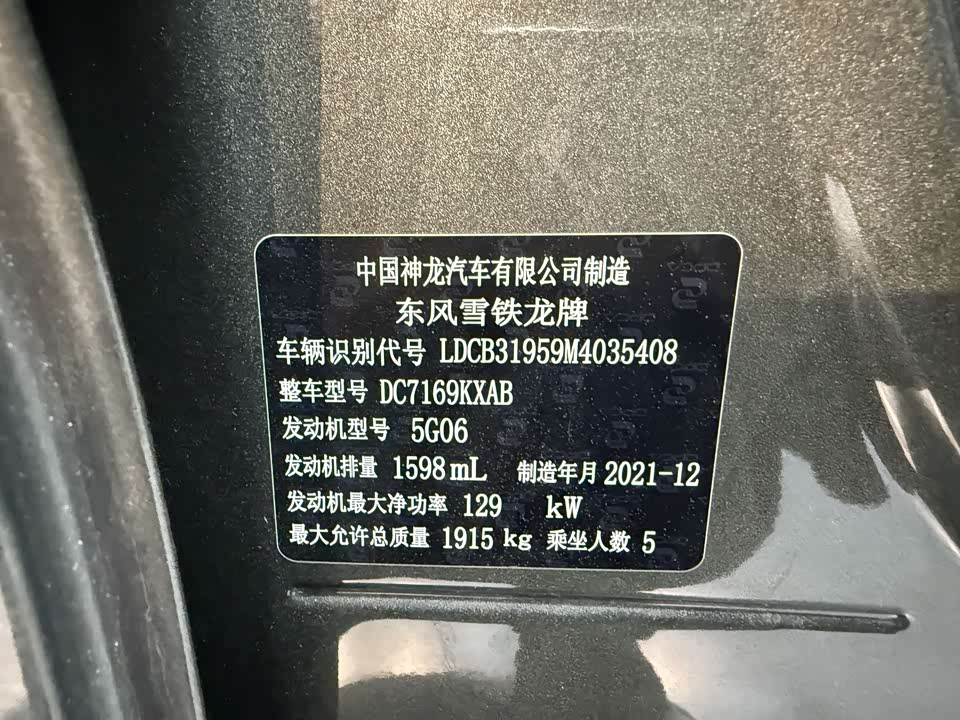 中国神龙汽车有限公司制造
东风雪铁龙牌
车辆识别代号 LDCB31959M4035408
整车型号 DC7169KXAB
发动机型号 5G06
发动机排量 1598mL 制造年月 2021-12
发动机最大净功率 129 kW
最大允许总质量 1915 kg 乘坐人数 5